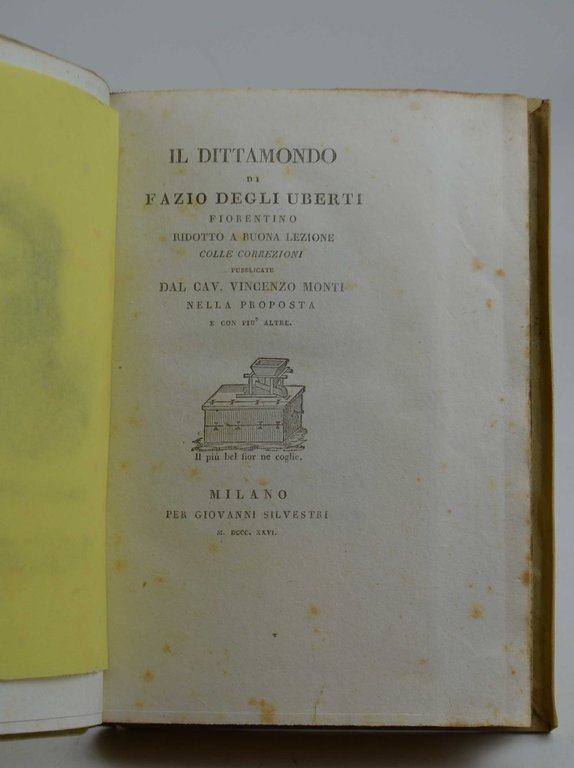 IL DITTAMONDO
DI
FAZIO DEGLI UBERTI
FIORENTINO
RIDOTTO A BUONA LEZIONE
COLLE CORREZIONI
PUBBLICATE
DAL CAV. VINCENZO MONTI
NELLA PROPOSTA
E CON PIU' ALTRE.
Il più bel fior ne coglie.
MILANO
PER GIOVANNI SILVESTRI
M. DCCC. XXVI.